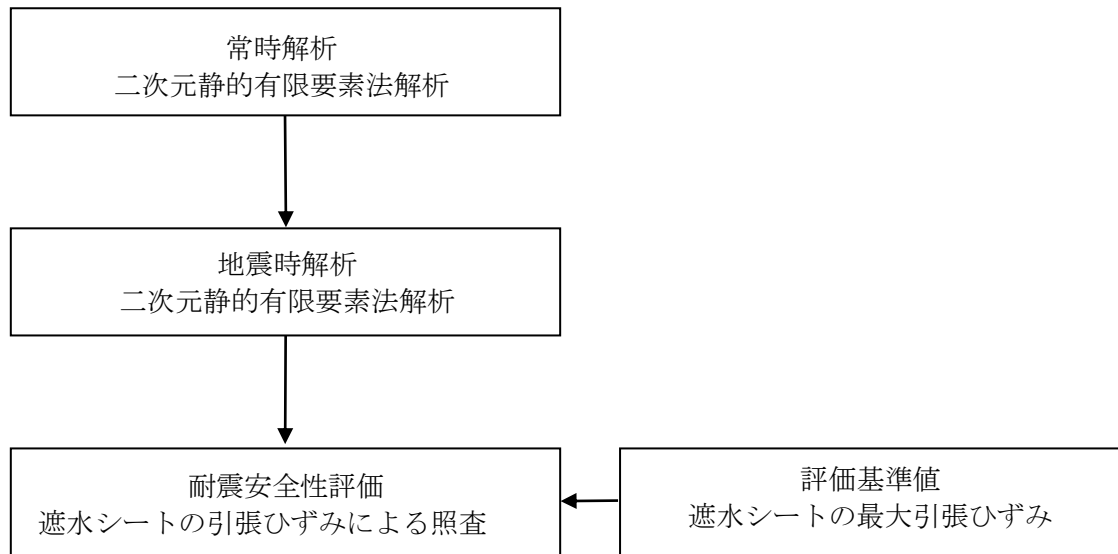 常時解析
二次元静的有限要素法解析
地震時解析
二次元静的有限要素法解析
耐震安全性評価
遮水シートの引張ひずみによる照査
評価基準値
遮水シートの最大引張ひずみ